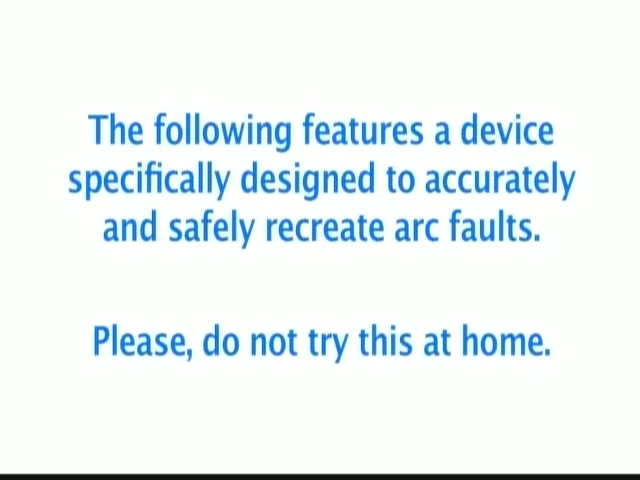 The following features a device
specifically designed to accurately
and safely recreate arc faults.
Please, do not try this at home.